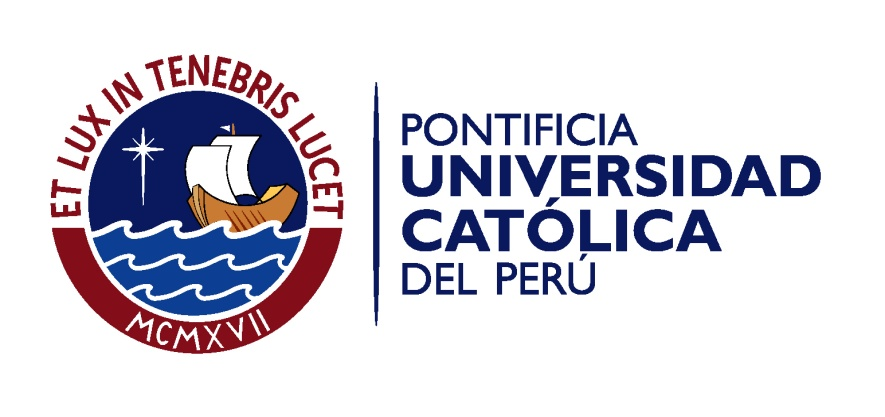 ET LUX IN TENEBRIS LUCET
MCMXVII
PONTIFICIA
UNIVERSIDAD
CATÓLICA
DEL PERÚ